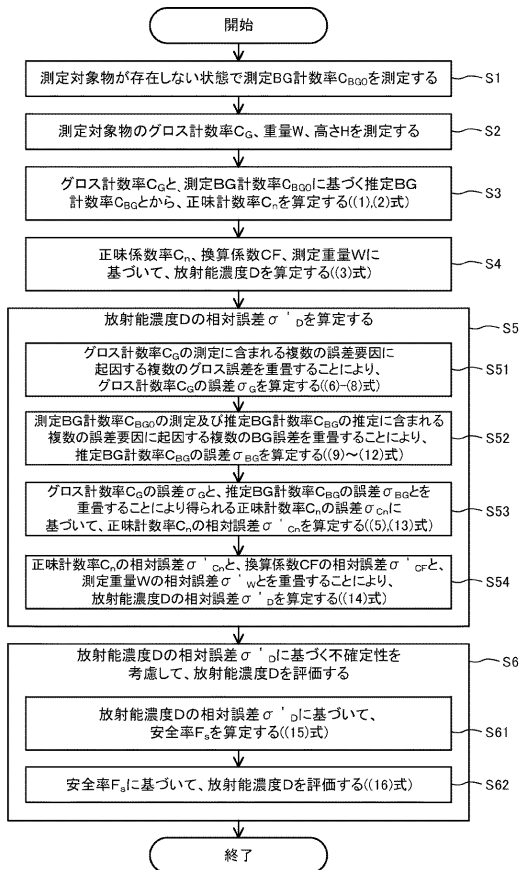 開始
測定対象物が存在しない状態で測定BG計数率CBG0を測定する
S1
測定対象物のグロス計数率CG、重量W、高さHを測定する
S2
グロス計数率CGと、測定BG計数率CBG0に基づく推定BG
計数率CBGとから、正味計数率Cnを算定する((1),(2)式)
S3
正味係数率Cn、換算係数CF、測定重量Wに
基づいて、放射能濃度Dを算定する((3)式)
S4
放射能濃度Dの相対誤差σ'Dを算定する
S5
グロス計数率CGの測定に含まれる複数の誤差要因に
起因する複数のグロス誤差を重畳することにより、
グロス計数率CGの誤差σGを算定する((6)-(8)式)
S51
測定BG計数率CBG0の測定及び推定BG計数率CBGの推定に含まれる
複数の誤差要因に起因する複数のBG誤差を重畳することにより、
推定BG計数率CBGの誤差σBGを算定する((9)～(12)式)
S52
グロス計数率CGの誤差σGと、推定BG計数率CBGの誤差σBGとを
重畳することにより得られる正味計数率Cnの誤差σCnに
基づいて、正味計数率Cnの相対誤差σ'Cnを算定する((5),(13)式)
S53
正味計数率Cnの相対誤差σ'Cnと、換算係数CFの相対誤差σ'CFと、
測定重量Wの相対誤差σ'Wとを重畳することにより、
放射能濃度Dの相対誤差σ'Dを算定する((14)式)
S54
放射能濃度Dの相対誤差σ'Dに基づく不確定性を
考慮して、放射能濃度Dを評価する
S6
放射能濃度Dの相対誤差σ'Dに基づいて、
安全率Fsを算定する((15)式)
S61
安全率Fsに基づいて、放射能濃度Dを評価する((16)式)
S62
終了